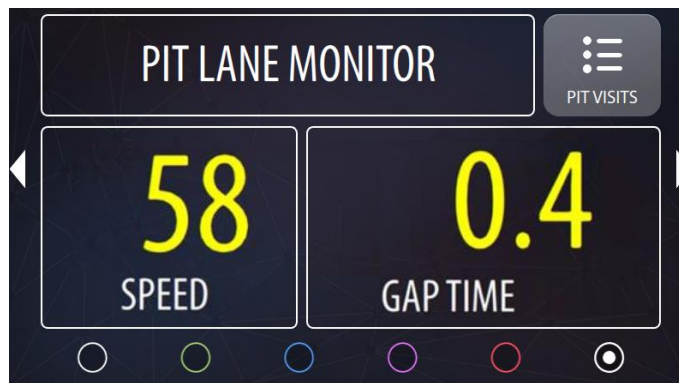 PIT LANE MONITOR
PIT VISITS
58
SPEED
0.4
GAP TIME